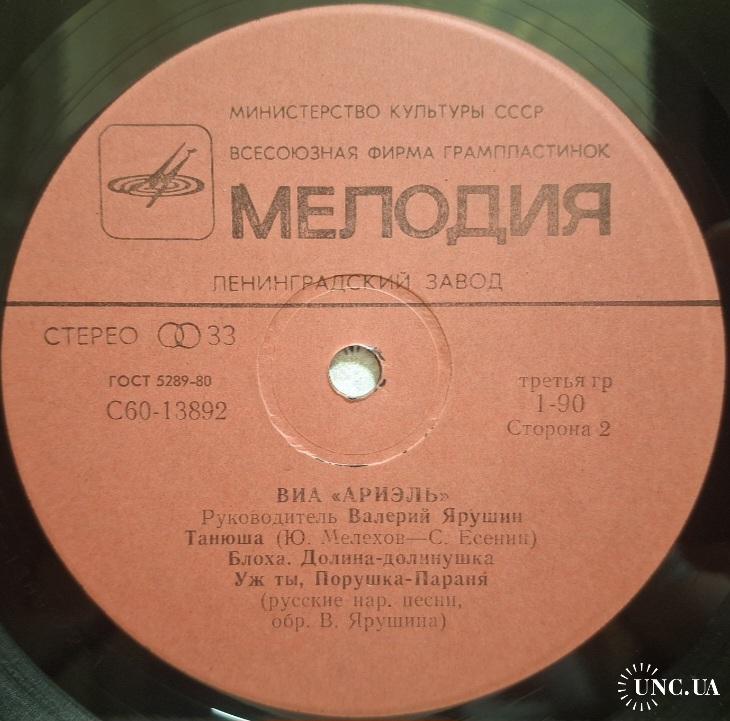 МИНИСТЕРСТВО КУЛЬТУРЫ СССР
ВСЕСОЮЗНАЯ ФИРМА ГРАМПЛАСТИНОК
МЕЛОДИЯ
ЛЕНИНГРАДСКИЙ ЗАВОД
СТЕРЕО 33
ГОСТ 5289-80
С60-13892
третья гр
1-90
Сторона 2
ВИА «АРИЭЛЬ»
Руководитель Валерий Ярушин
Танюша (Ю. Мелехов—С. Есенин)
Блоха. Долина-долинушка
Уж ты, Порушка-Параня
(русские нар. песни,
обр. В. Ярушина)
UNC.UA